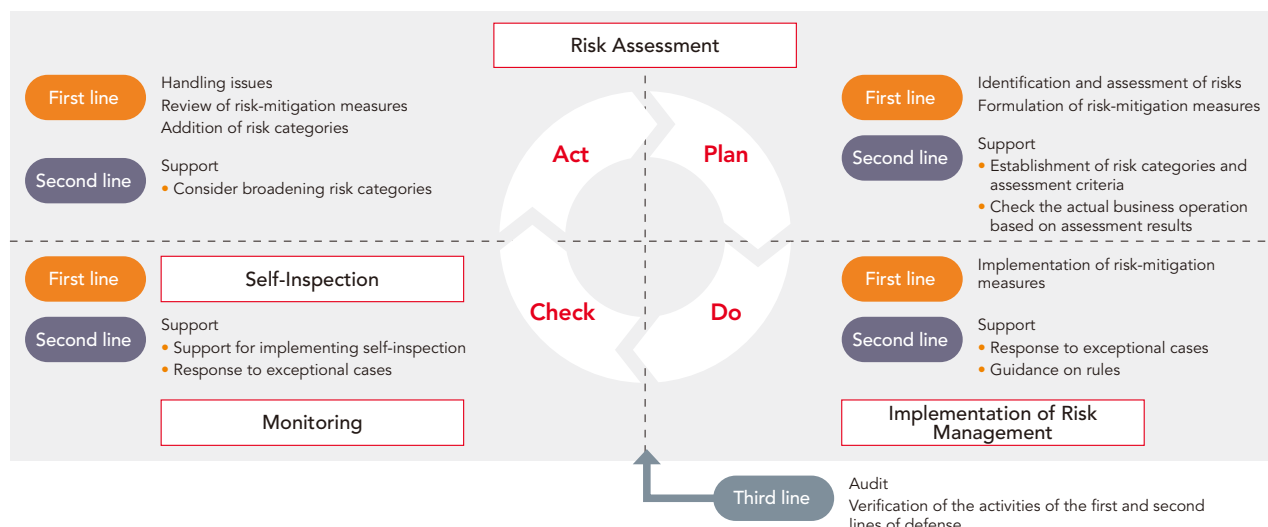 Risk Assessment
First line
Handling issues
Review of risk-mitigation measures
Addition of risk categories
Second line
Support
• Consider broadening risk categories
Act
Plan
First line
Identification and assessment of risks
Formulation of risk-mitigation measures
Second line
Support
• Establishment of risk categories and
assessment criteria
• Check the actual business operation
based on assessment results
First line
Self-Inspection
Second line
Support
• Support for implementing self-inspection
• Response to exceptional cases
Monitoring
Check
Do
First line
Implementation of risk-mitigation
measures
Second line
Support
• Response to exceptional cases
• Guidance on rules
Implementation of Risk
Management
Third line
Audit
Verification of the activities of the first and second
lines of defense